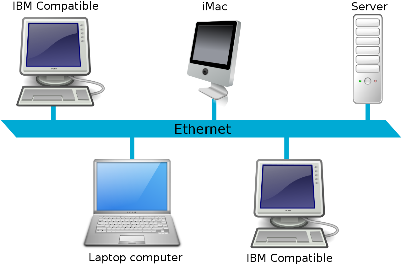 IBM Compatible
iMac
Server
Ethernet
Laptop computer
IBM Compatible